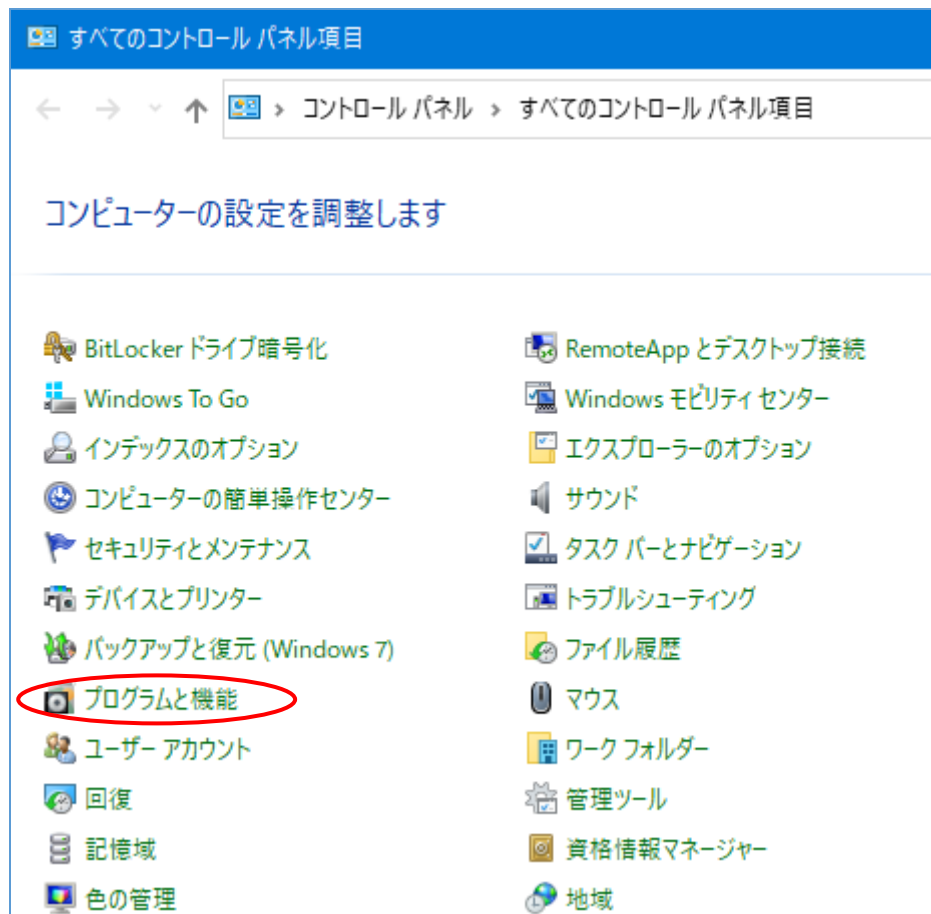 すべてのコントロール パネル項目
コントロール パネル › すべてのコントロール パネル項目
コンピューターの設定を調整します
BitLocker ドライブ暗号化
RemoteApp とデスクトップ接続
Windows To Go
Windows モビリティ センター
インデックスのオプション
エクスプローラーのオプション
コンピューターの簡単操作センター
サウンド
セキュリティとメンテナンス
タスク バーとナビゲーション
デバイスとプリンター
トラブルシューティング
バックアップと復元 (Windows 7)
ファイル履歴
プログラムと機能
マウス
ユーザー アカウント
ワーク フォルダー
回復
管理ツール
記憶域
資格情報マネージャー
色の管理
地域